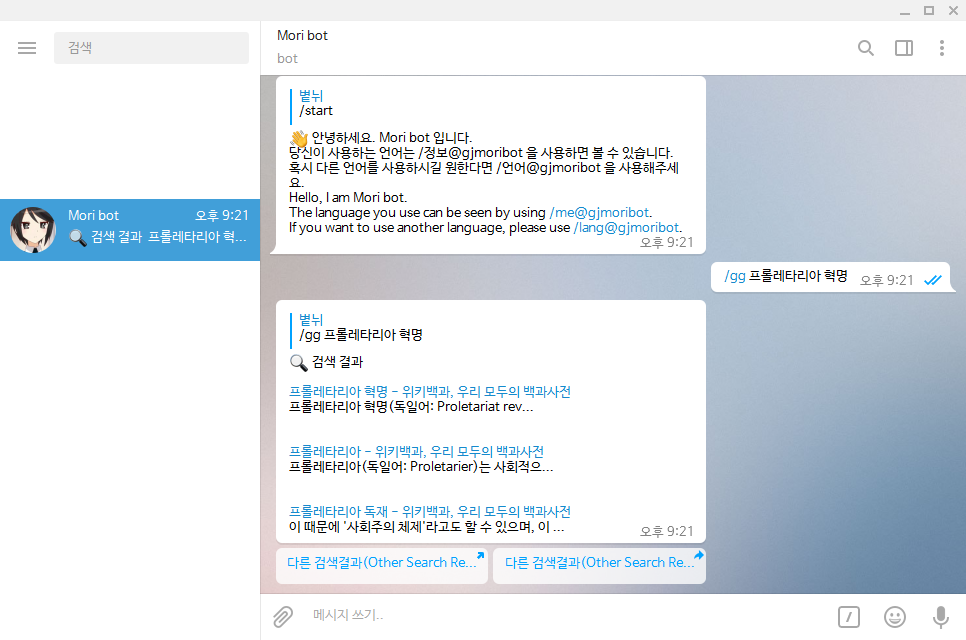 검색
Mori bot
bot
Mori bot 오후 9:21
검색 결과 프롤레타리아 혁...
볕뉘
/start
안녕하세요. Mori bot 입니다.
당신이 사용하는 언어는 /정보@gjmoribot 을 사용하면 볼 수 있습니다.
혹시 다른 언어를 사용하시길 원한다면 /언어@gjmoribot 을 사용해주세
요.
Hello, I am Mori bot.
The language you use can be seen by using /me@gjmoribot.
If you want to use another language, please use /lang@gjmoribot.
오후 9:21
/gg 프롤레타리아 혁명 오후 9:21
볕뉘
/gg 프롤레타리아 혁명
검색 결과
프롤레타리아 혁명 - 위키백과, 우리 모두의 백과사전
프롤레타리아 혁명(독일어: Proletariat rev...
프롤레타리아 - 위키백과, 우리 모두의 백과사전
프롤레타리아(독일어: Proletarier)는 사회적으...
프롤레타리아 독재 - 위키백과, 우리 모두의 백과사전
이 때문에 '사회주의 체제'라고도 할 수 있으며, 이 ...
오후 9:21
다른 검색결과(Other Search Re...
다른 검색결과(Other Search Re...
메시지 쓰기..